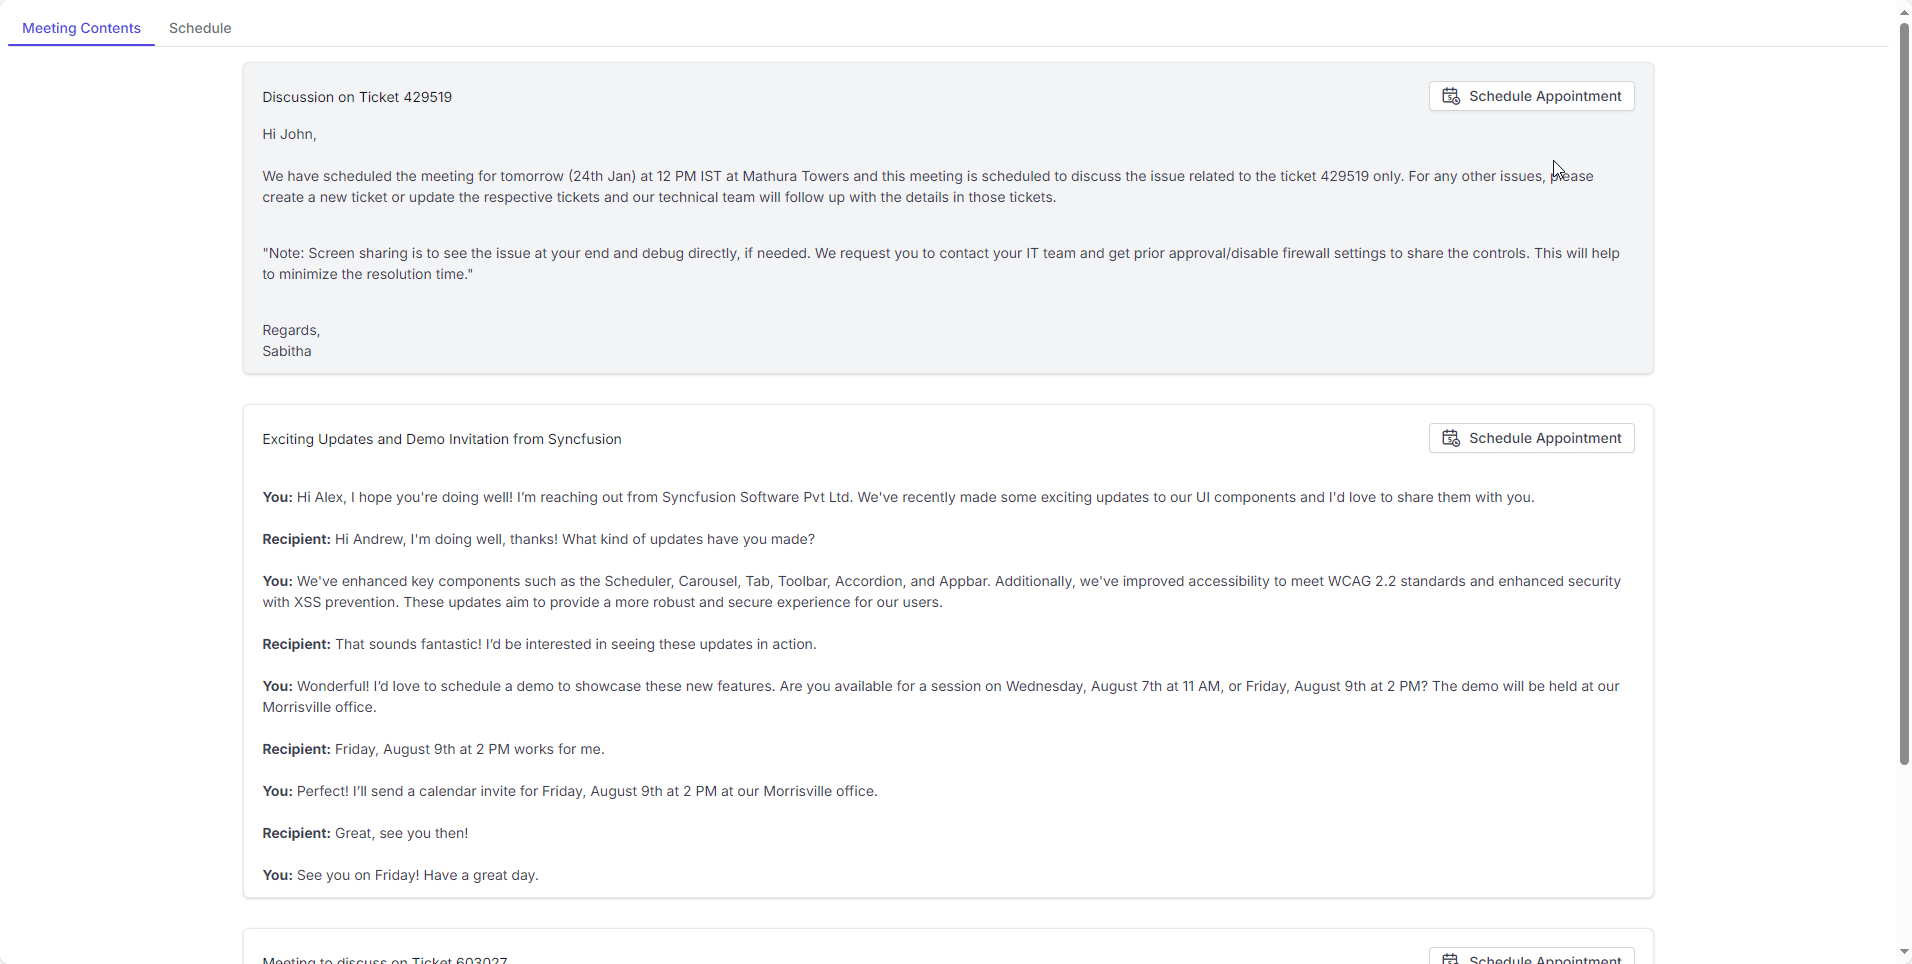 Meeting Contents
Schedule
Discussion on Ticket 429519
Schedule Appointment
Hi John,
We have scheduled the meeting for tomorrow (24th Jan) at 12 PM IST at Mathura Towers and this meeting is scheduled to discuss the issue related to the ticket 429519 only. For any other issues, please
create a new ticket or update the respective tickets and our technical team will follow up with the details in those tickets.
"Note: Screen sharing is to see the issue at your end and debug directly, if needed. We request you to contact your IT team and get prior approval/disable firewall settings to share the controls. This will help
to minimize the resolution time."
Regards,
Sabitha
Exciting Updates and Demo Invitation from Syncfusion
Schedule Appointment
You: Hi Alex, I hope you're doing well! I’m reaching out from Syncfusion Software Pvt Ltd. We've recently made some exciting updates to our UI components and I'd love to share them with you.
Recipient: Hi Andrew, I'm doing well, thanks! What kind of updates have you made?
You: We've enhanced key components such as the Scheduler, Carousel, Tab, Toolbar, Accordion, and Appbar. Additionally, we've improved accessibility to meet WCAG 2.2 standards and enhanced security
with XSS prevention. These updates aim to provide a more robust and secure experience for our users.
Recipient: That sounds fantastic! I’d be interested in seeing these updates in action.
You: Wonderful! I’d love to schedule a demo to showcase these new features. Are you available for a session on Wednesday, August 7th at 11 AM, or Friday, August 9th at 2 PM? The demo will be held at our
Morrisville office.
Recipient: Friday, August 9th at 2 PM works for me.
You: Perfect! I’ll send a calendar invite for Friday, August 9th at 2 PM at our Morrisville office.
Recipient: Great, see you then!
You: See you on Friday! Have a great day.
Meeting to discuss on Ticket 603027
Schedule Appointment